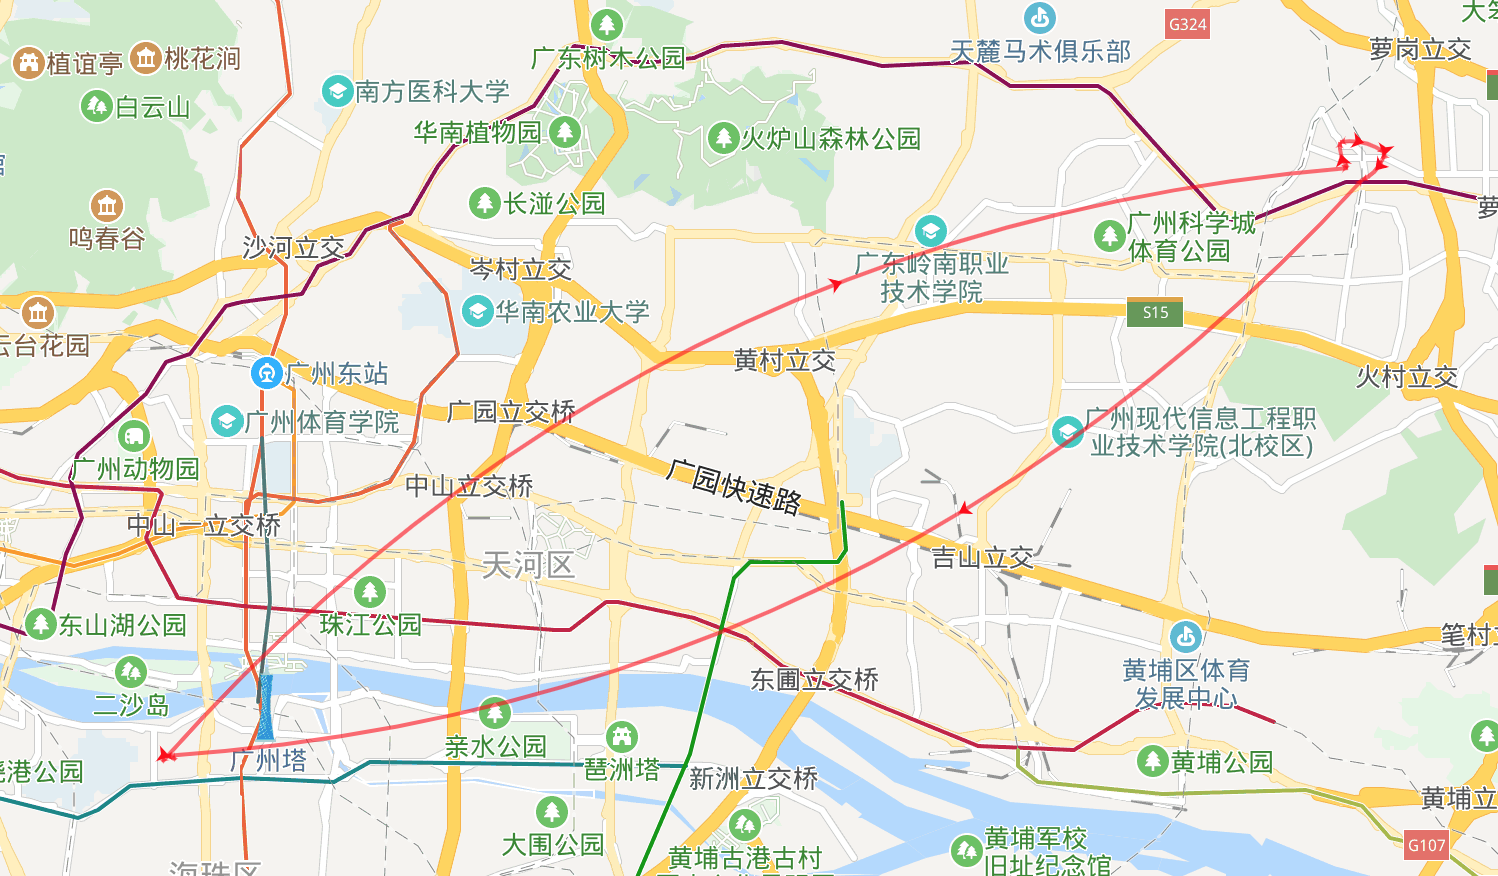 大笨
G324
萝岗立交
天麓马术俱乐部
广东树木公园
植谊亭
桃花涧
南方医科大学
白云山
华南植物园
火炉山森林公园
长湴公园
萝
鸣春谷
沙河立交
广州科学城
体育公园
岑村立交
广东岭南职业
技术学院
华南农业大学
S15
云台花园
黄村立交
广州东站
火村立交
广州体育学院
广园立交桥
广州现代信息工程职
业技术学院(北校区)
广州动物园
中山立交桥
广园快速路
中山一立交桥
天河区
吉山立交
东山湖公园
珠江公园
笔村立
黄埔区体育
发展中心
二沙岛
东圃立交桥
亲水公园
广州塔
琶洲塔
晓港公园
新洲立交桥
黄埔公园
黄埔立
大围公园
黄埔古港古村
黄埔军校
旧址纪念馆
G107
海珠区